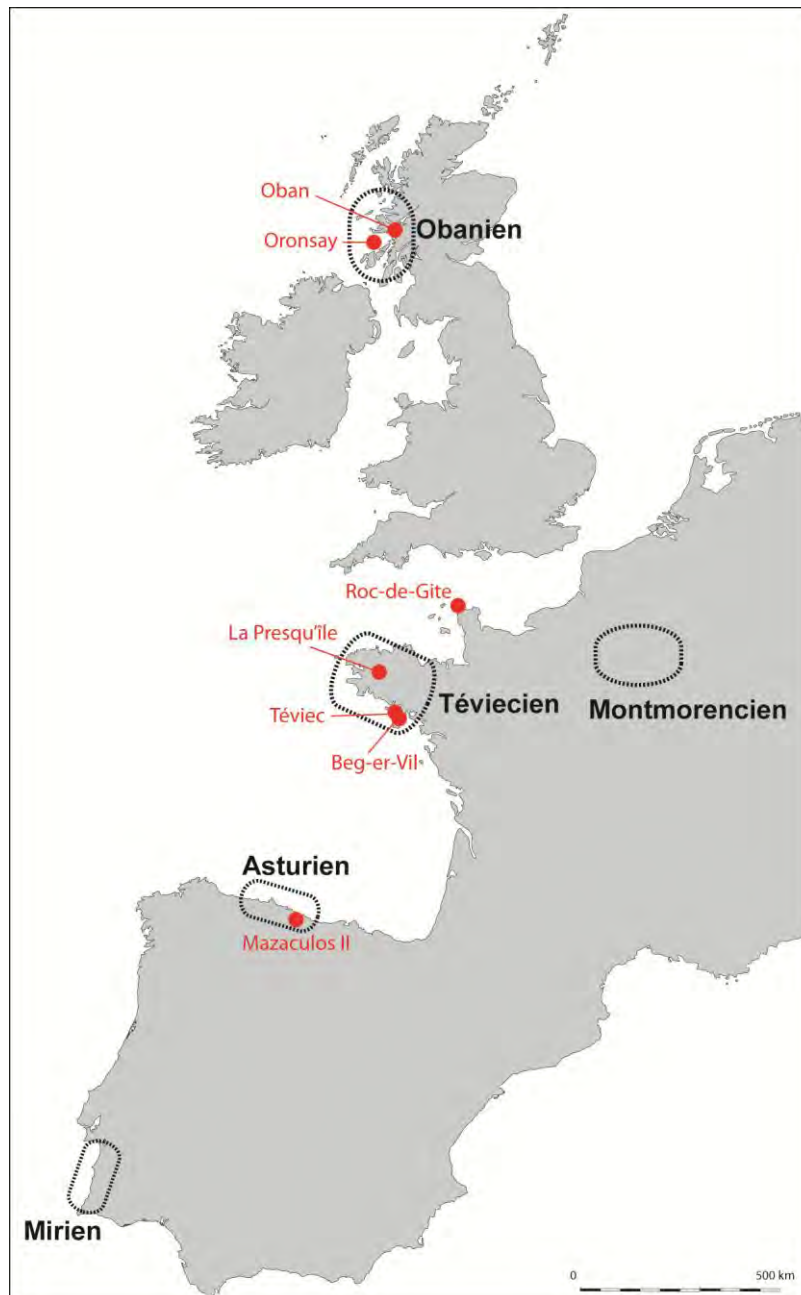 Oban
Obanien
Oronsay
Roc-de-Gite
La Presqu'île
Téviecien
Montmorencien
Téviec
Beg-er-Vil
Asturien
Mazaculos II
Mirien
0 500 km